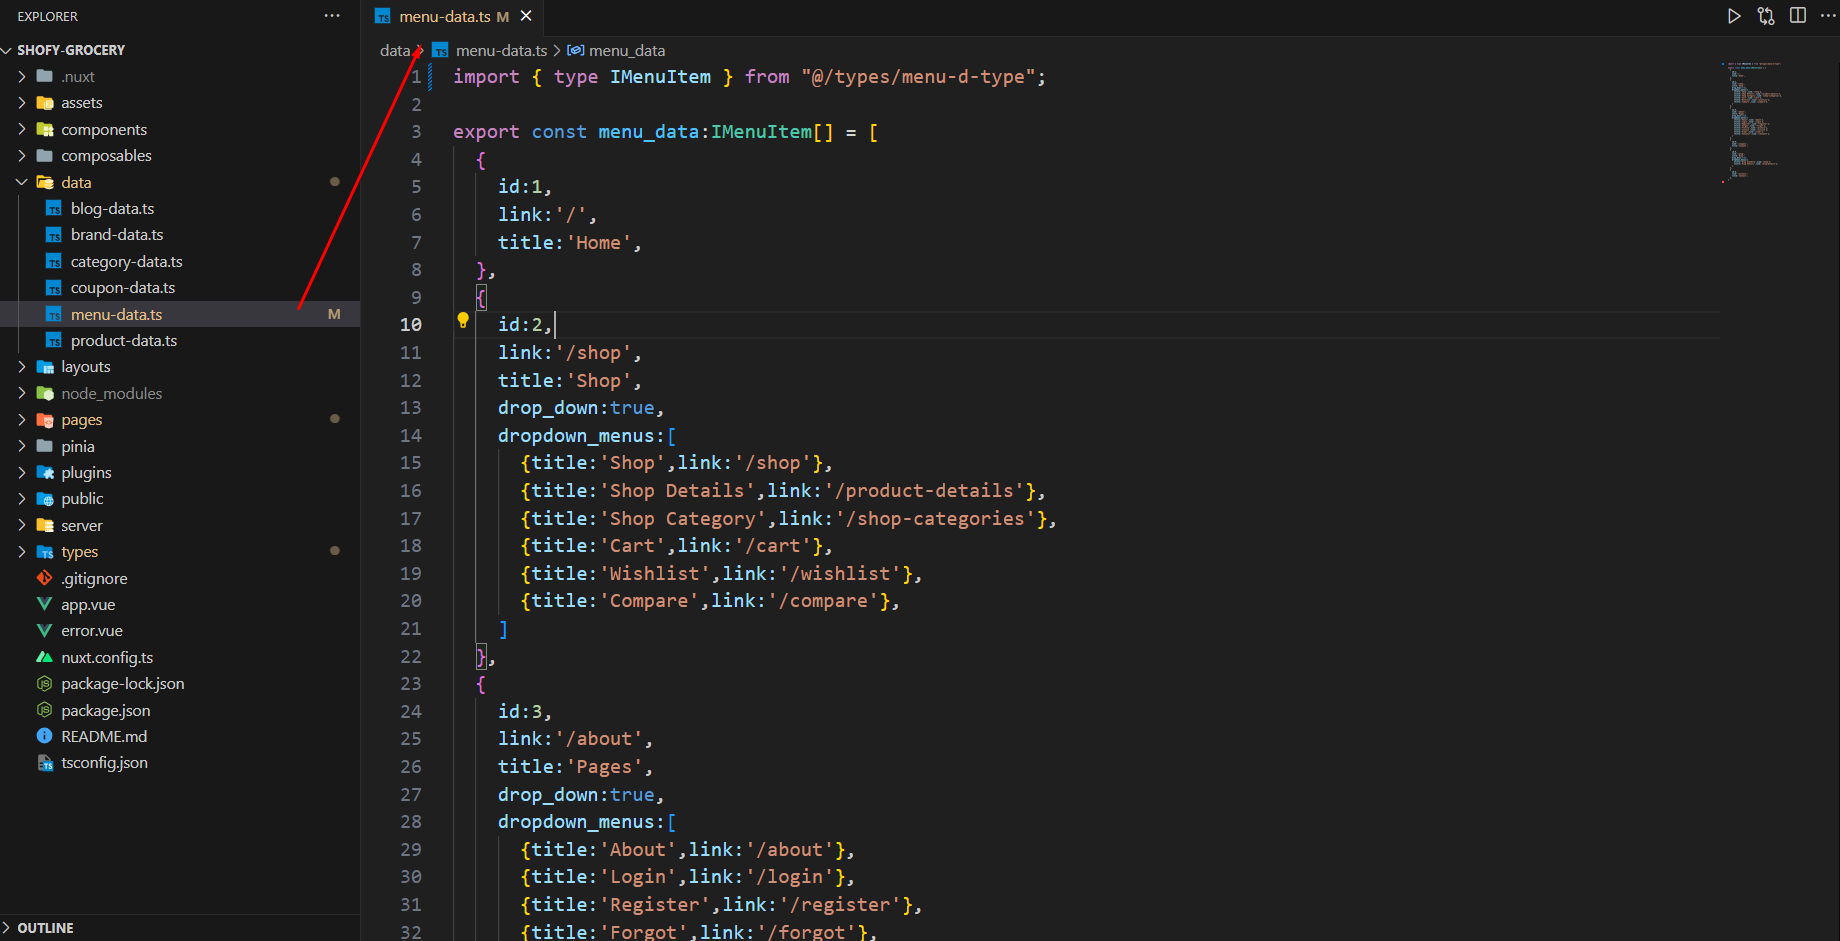 EXPLORER
SHOFY-GROCERY
.nuxt
assets
components
composables
data
TS blog-data.ts
TS brand-data.ts
TS category-data.ts
TS coupon-data.ts
TS menu-data.ts M
TS product-data.ts
layouts
node_modules
pages
pinia
plugins
public
server
types
.gitignore
app.vue
error.vue
nuxt.config.ts
package-lock.json
package.json
README.md
tsconfig.json
OUTLINE
TS menu-data.ts M
data > TS menu-data.ts > menu_data
1 import { type IMenuItem } from "@/types/menu-d-type";
2
3 export const menu_data:IMenuItem[] = [
4 {
5 id:1,
6 link:'/',
7 title:'Home',
8 },
9 {
10 id:2,
11 link:'/shop',
12 title:'Shop',
13 drop_down:true,
14 dropdown_menus:[
15 {title:'Shop',link:'/shop'},
16 {title:'Shop Details',link:'/product-details'},
17 {title:'Shop Category',link:'/shop-categories'},
18 {title:'Cart',link:'/cart'},
19 {title:'Wishlist',link:'/wishlist'},
20 {title:'Compare',link:'/compare'},
21 ]
22 },
23 {
24 id:3,
25 link:'/about',
26 title:'Pages',
27 drop_down:true,
28 dropdown_menus:[
29 {title:'About',link:'/about'},
30 {title:'Login',link:'/login'},
31 {title:'Register',link:'/register'},
32 {title:'Forgot',link:'/forgot'},